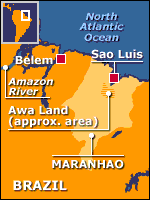 North
Atlantic
Ocean
Sao Luis
Belem
Amazon
River
Awa Land
(approx. area)
MARANHAO
BRAZIL